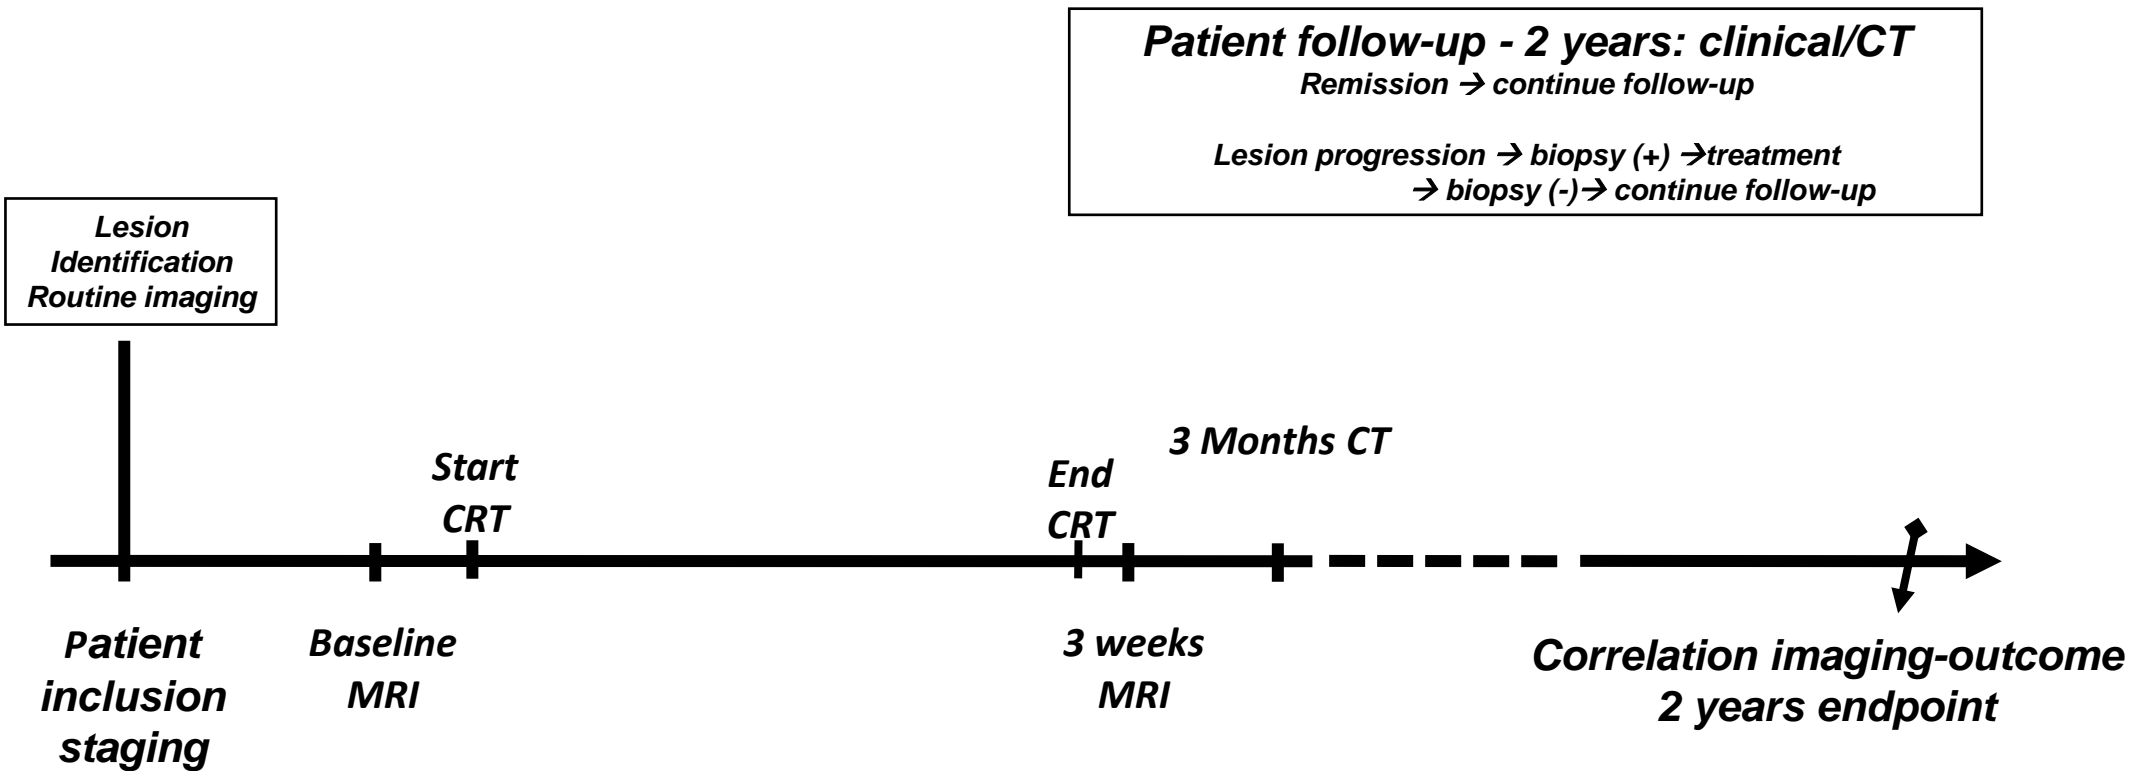 Patient follow-up - 2 years: clinical/CT
Remission → continue follow-up
Lesion progression → biopsy (+) →treatment
→ biopsy (-)→ continue follow-up
Lesion
Identification
Routine imaging
Start
CRT
End
CRT
3 Months CT
Patient
inclusion
staging
Baseline
MRI
3 weeks
MRI
Correlation imaging-outcome
2 years endpoint